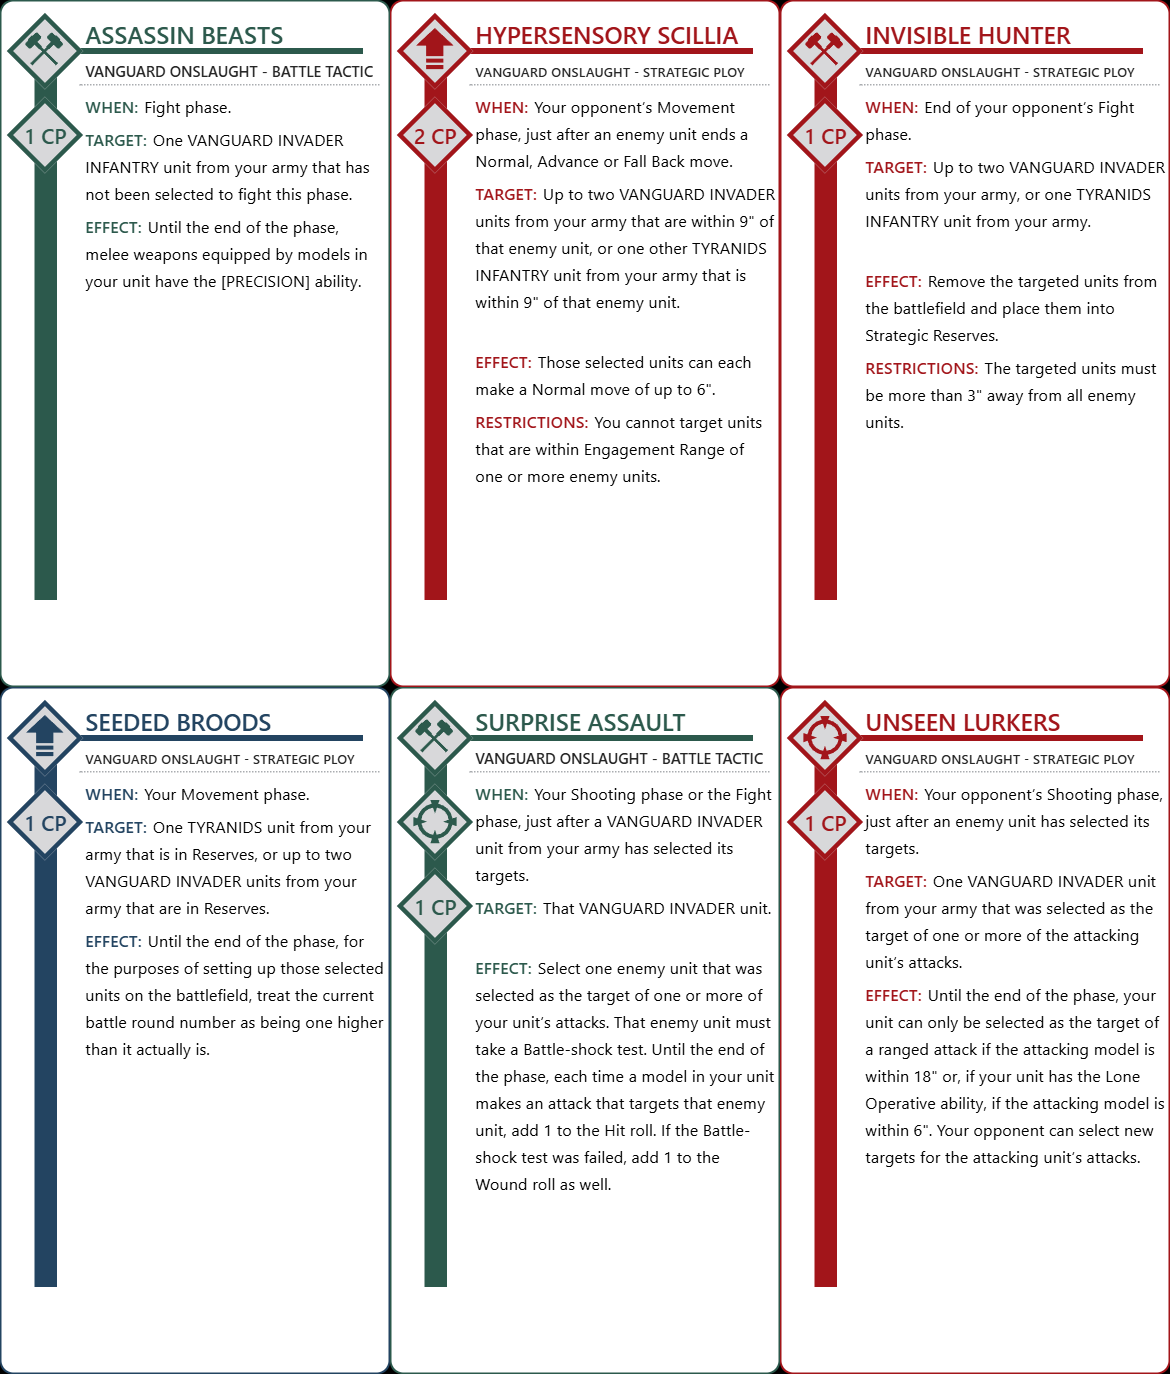 ASSASSIN BEASTS
VANGUARD ONSLAUGHT - BATTLE TACTIC
1 CP
WHEN: Fight phase.
TARGET: One VANGUARD INVADER
INFANTRY unit from your army that has
not been selected to fight this phase.
EFFECT: Until the end of the phase,
melee weapons equipped by models in
your unit have the [PRECISION] ability.
HYPERSENSORY SCILLIA
VANGUARD ONSLAUGHT - STRATEGIC PLOY
2 CP
WHEN: Your opponent's Movement
phase, just after an enemy unit ends a
Normal, Advance or Fall Back move.
TARGET: Up to two VANGUARD INVADER
units from your army that are within 9" of
that enemy unit, or one other TYRANIDS
INFANTRY unit from your army that is
within 9" of that enemy unit.
EFFECT: Those selected units can each
make a Normal move of up to 6".
RESTRICTIONS: You cannot target units
that are within Engagement Range of
one or more enemy units.
INVISIBLE HUNTER
VANGUARD ONSLAUGHT - STRATEGIC PLOY
1 CP
WHEN: End of your opponent's Fight
phase.
TARGET: Up to two VANGUARD INVADER
units from your army, or one TYRANIDS
INFANTRY unit from your army.
EFFECT: Remove the targeted units from
the battlefield and place them into
Strategic Reserves.
RESTRICTIONS: The targeted units must
be more than 3" away from all enemy
units.
SEEDED BROODS
VANGUARD ONSLAUGHT - STRATEGIC PLOY
1 CP
WHEN: Your Movement phase.
TARGET: One TYRANIDS unit from your
army that is in Reserves, or up to two
VANGUARD INVADER units from your
army that are in Reserves.
EFFECT: Until the end of the phase, for
the purposes of setting up those selected
units on the battlefield, treat the current
battle round number as being one higher
than it actually is.
SURPRISE ASSAULT
VANGUARD ONSLAUGHT - BATTLE TACTIC
1 CP
WHEN: Your Shooting phase or the Fight
phase, just after a VANGUARD INVADER
unit from your army has selected its
targets.
TARGET: That VANGUARD INVADER unit.
EFFECT: Select one enemy unit that was
selected as the target of one or more of
your unit's attacks. That enemy unit must
take a Battle-shock test. Until the end of
the phase, each time a model in your unit
makes an attack that targets that enemy
unit, add 1 to the Hit roll. If the Battle-
shock test was failed, add 1 to the
Wound roll as well.
UNSEEN LURKERS
VANGUARD ONSLAUGHT - STRATEGIC PLOY
1 CP
WHEN: Your opponent's Shooting phase,
just after an enemy unit has selected its
targets.
TARGET: One VANGUARD INVADER unit
from your army that was selected as the
target of one or more of the attacking
unit's attacks.
EFFECT: Until the end of the phase, your
unit can only be selected as the target of
a ranged attack if the attacking model is
within 18" or, if your unit has the Lone
Operative ability, if the attacking model is
within 6". Your opponent can select new
targets for the attacking unit's attacks.